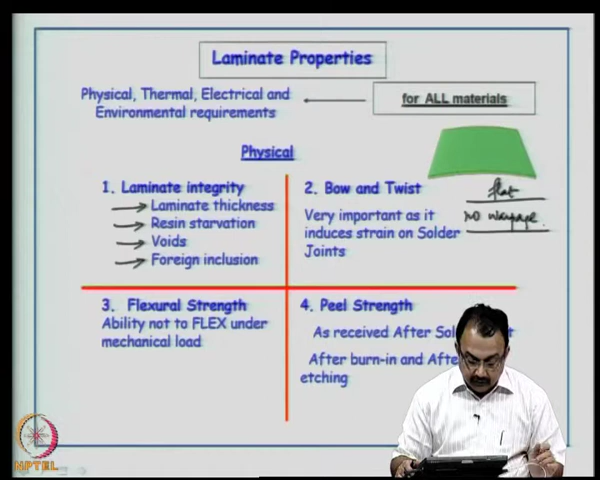 Laminate Properties
Physical, Thermal, Electrical and
Environmental requirements
for ALL materials
Physical
1. Laminate integrity
Laminate thickness
Resin starvation
Voids
Foreign inclusion
2. Bow and Twist
Very important as it
induces strain on Solder
Joints
flat
no warpage
3. Flexural Strength
Ability not to FLEX under
mechanical load
4. Peel Strength
As received After
After burn-in and
etching
NPTEL